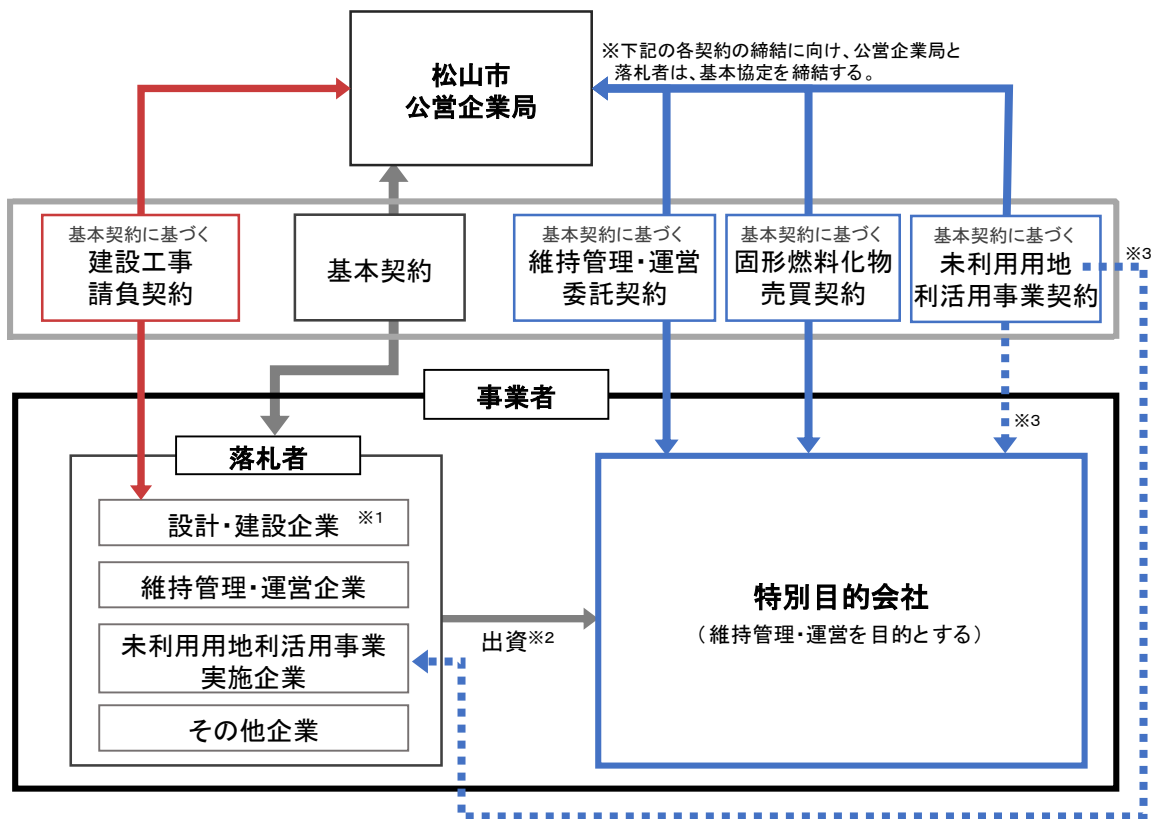 ※下記の各契約の締結に向け、公営企業局と
落札者は、基本協定を締結する。
松山市
公営企業局
基本契約に基づく
建設工事
請負契約
基本契約
基本契約に基づく
維持管理・運営
委託契約
基本契約に基づく
固形燃料化物
売買契約
基本契約に基づく
未利用用地
利活用事業契約
※3
事業者
※3
落札者
設計・建設企業 ※1
維持管理・運営企業
未利用用地利活用事業
実施企業
その他企業
出資※2
特別目的会社
（維持管理・運営を目的とする）